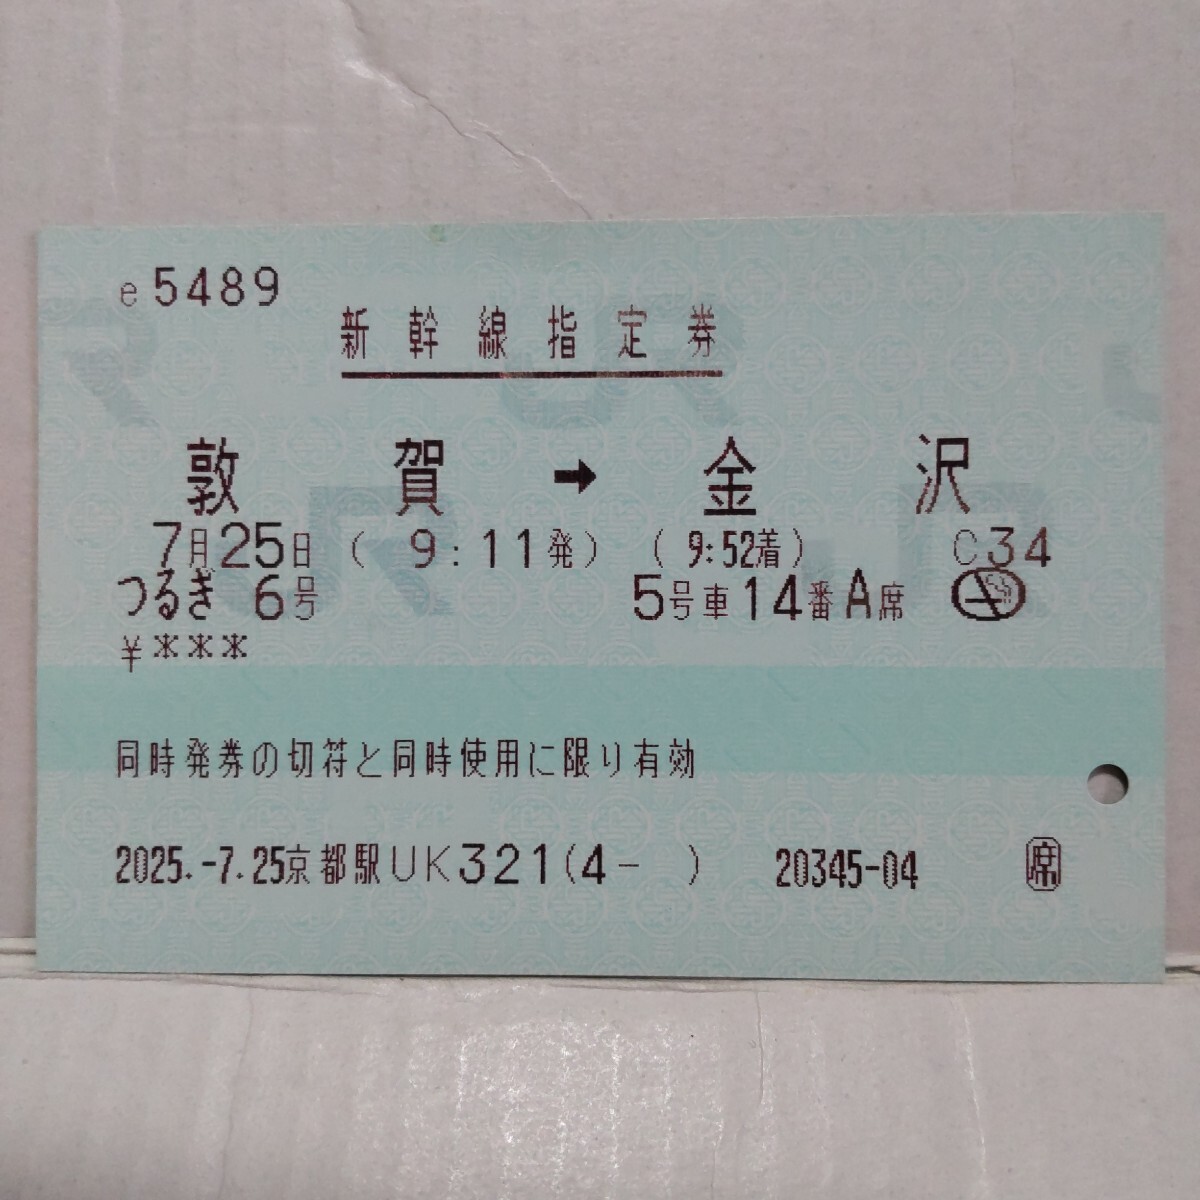 e5489
新幹線指定券
敦賀 → 金沢
7月25日 ( 9:11発) ( 9:52着) C34
つるぎ 6号 5号車14番A席
¥***
同時発券の切符と同時使用に限り有効
2025.-7.25京都駅UK321(4- ) 20345-04 席